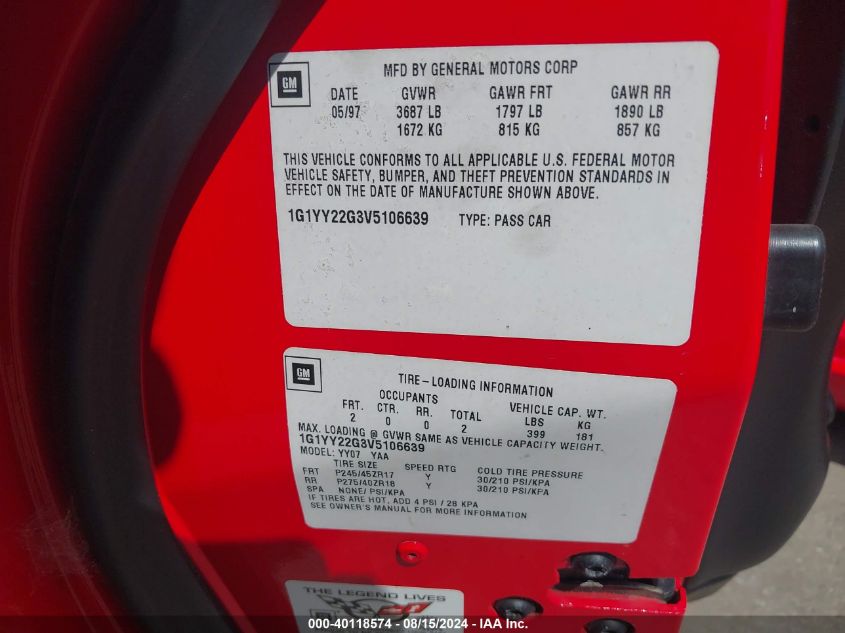 GM
MFD BY GENERAL MOTORS CORP
DATE GVWR GAWR FRT GAWR RR
05/97 3687 LB 1797 LB 1890 LB
1672 KG 815 KG 857 KG
THIS VEHICLE CONFORMS TO ALL APPLICABLE U.S. FEDERAL MOTOR
VEHICLE SAFETY, BUMPER, AND THEFT PREVENTION STANDARDS IN
EFFECT ON THE DATE OF MANUFACTURE SHOWN ABOVE.
1G1YY22G3V5106639 TYPE: PASS CAR
GM
TIRE-LOADING INFORMATION
OCCUPANTS VEHICLE CAP. WT.
FRT. CTR. RR. TOTAL LBS KG
2 0 0 2 399 181
MAX. LOADING @ GVWR SAME AS VEHICLE CAPACITY WEIGHT.
1G1YY22G3V5106639
MODEL: YY07 YAA
TIRE SIZE SPEED RTG COLD TIRE PRESSURE
FRT P245/45ZR17 Y 30/210 PSI/KPA
RR P275/40ZR18 Y 30/210 PSI/KPA
SPA NONE/ PSI/KPA
IF TIRES ARE HOT, ADD 4 PSI / 28 KPA
SEE OWNER'S MANUAL FOR MORE INFORMATION
THE LEGEND LIVES
000-40118574 - 08/15/2024 - IAA Inc.